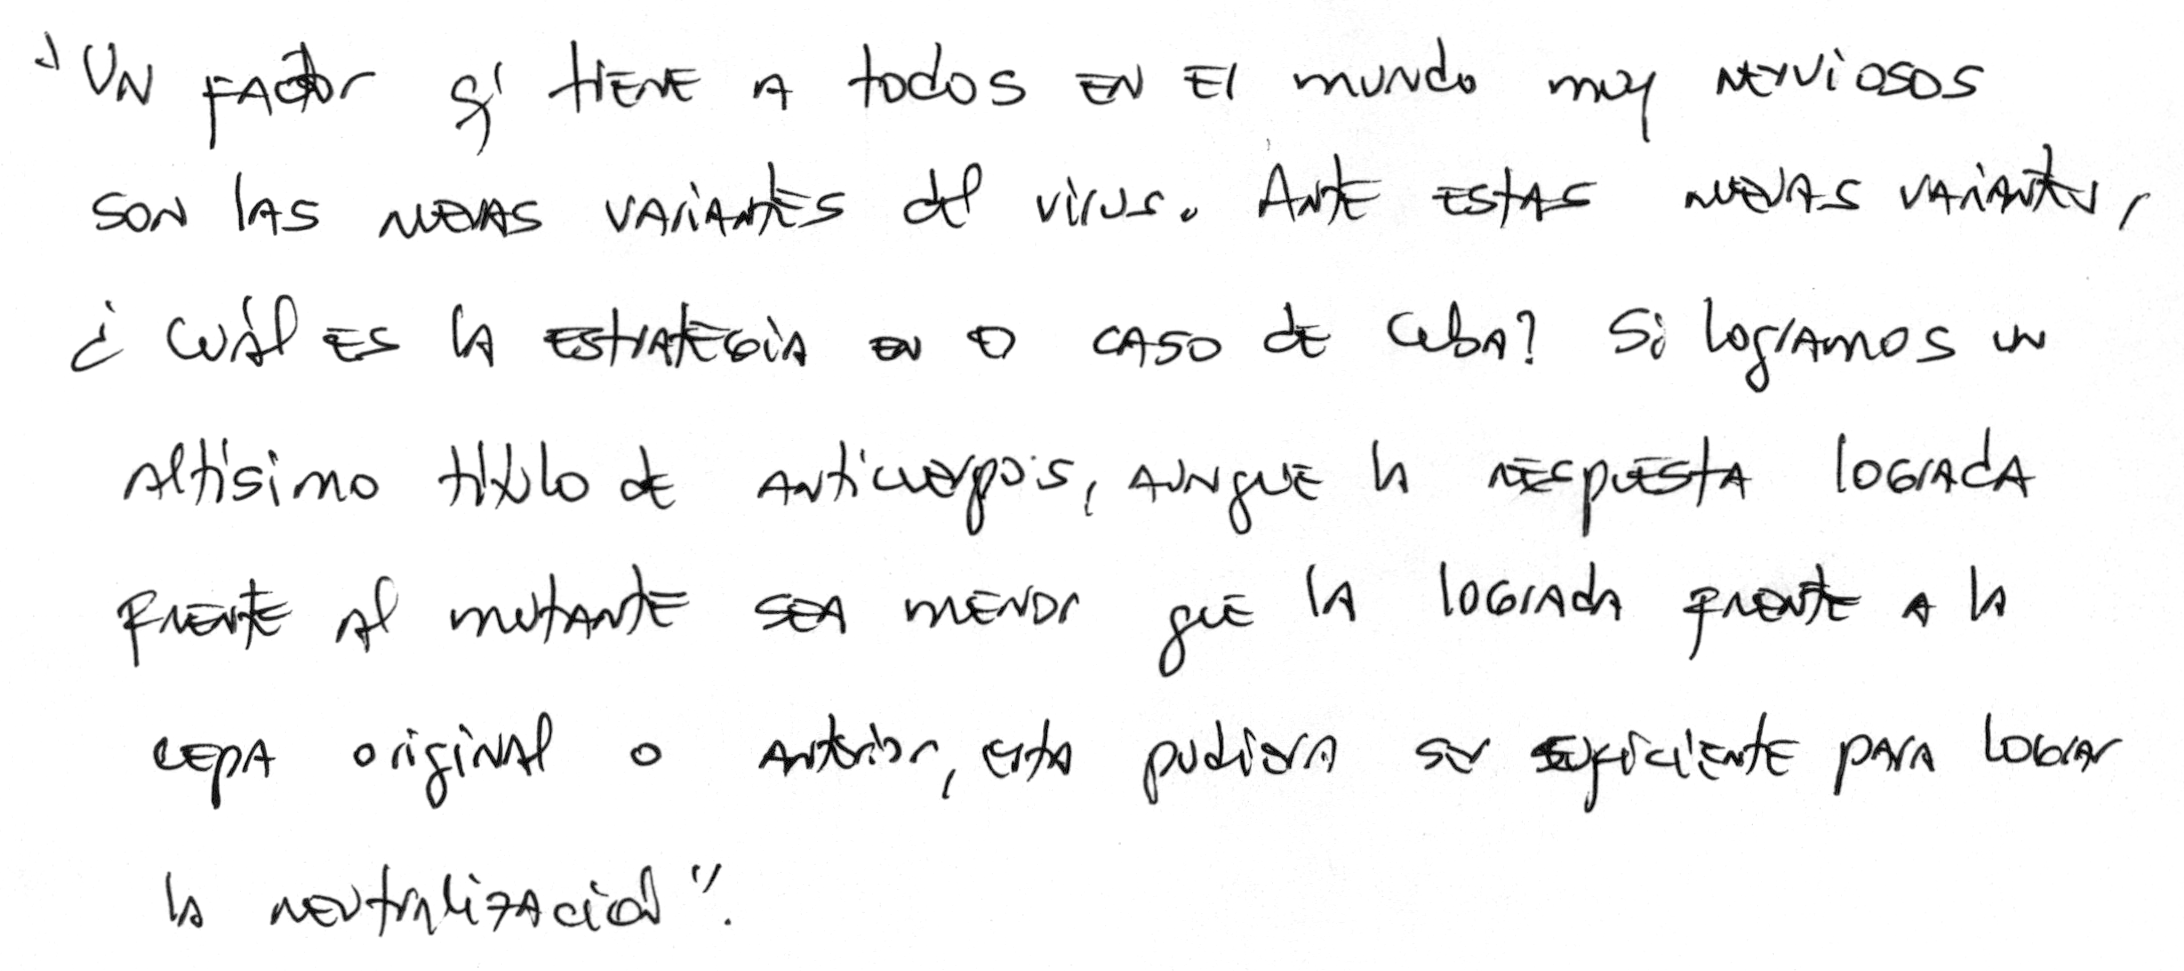 "Un factor q' tiene a todos en el mundo muy nerviosos
son las nuevas variantes del virus. Ante estas nuevas variantes,
¿Cuál es la estrategia en el caso de Cuba? Si logramos un
altísimo título de anticuerpos, aunque la respuesta lograda
frente al mutante sea menor que la lograda frente a la
cepa original o anterior, esta pudiera ser suficiente para lograr
la neutralización".